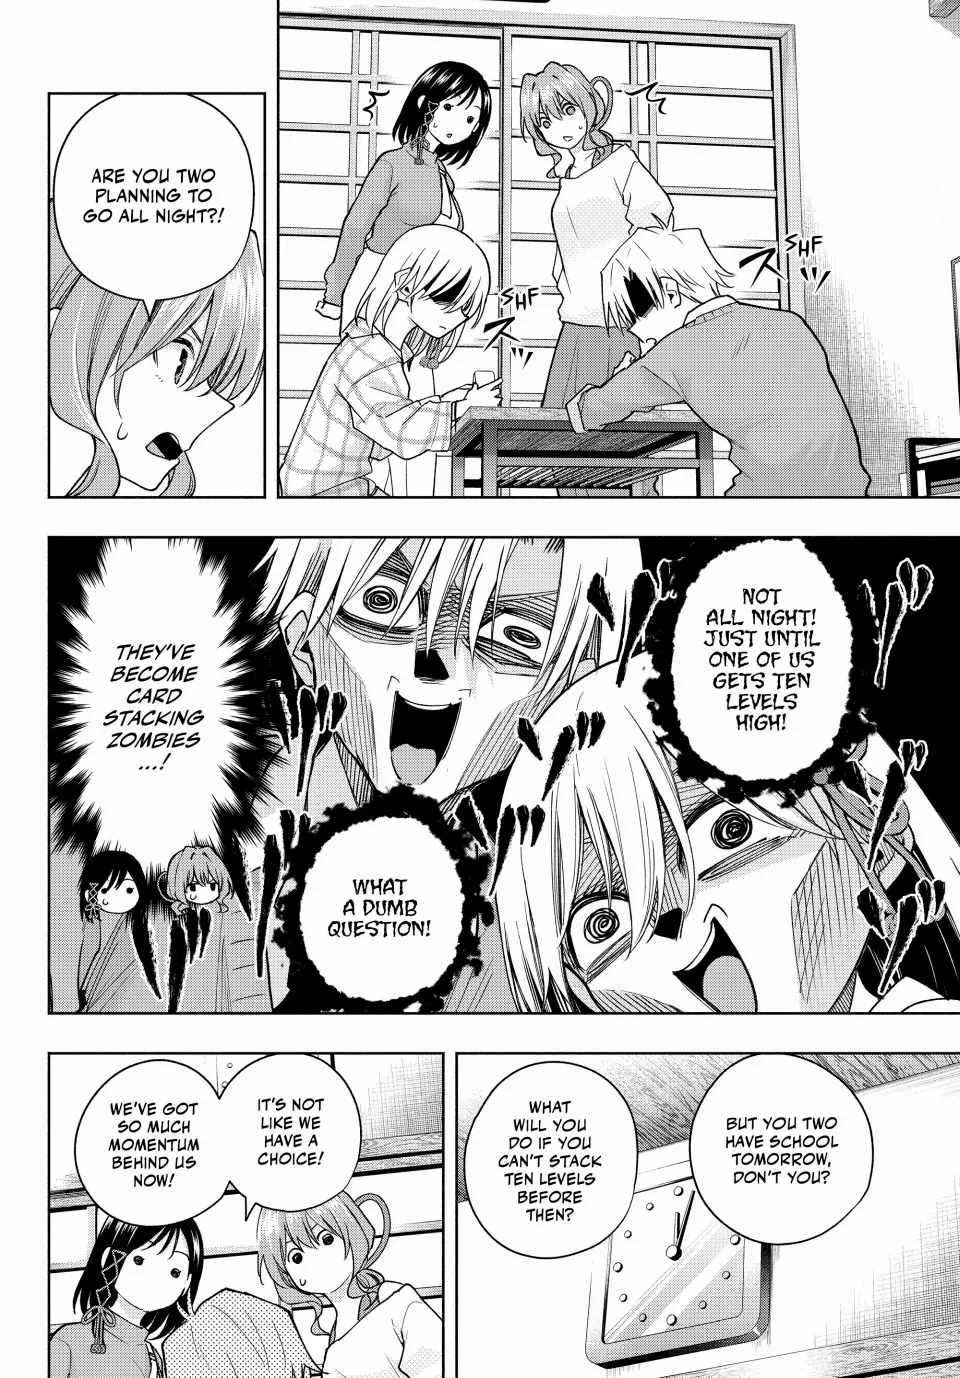 SHF
ス
SHF
ス
ARE YOU TWO
PLANNING TO
GO ALL NIGHT?!
NOT
ALL NIGHT!
JUST UNTIL
ONE OF US
GETS TEN
LEVELS
HIGH!
WHAT
A DUMB
QUESTION!
THEY'VE
BECOME
CARD
STACKING
ZOMBIES
...!
BUT YOU TWO
HAVE SCHOOL
TOMORROW,
DON'T YOU?
WHAT
WILL YOU
DO IF YOU
CAN'T STACK
TEN LEVELS
BEFORE
THEN?
IT'S NOT
LIKE WE
HAVE A
CHOICE!
WE'VE GOT
SO MUCH
MOMENTUM
BEHIND US
NOW!